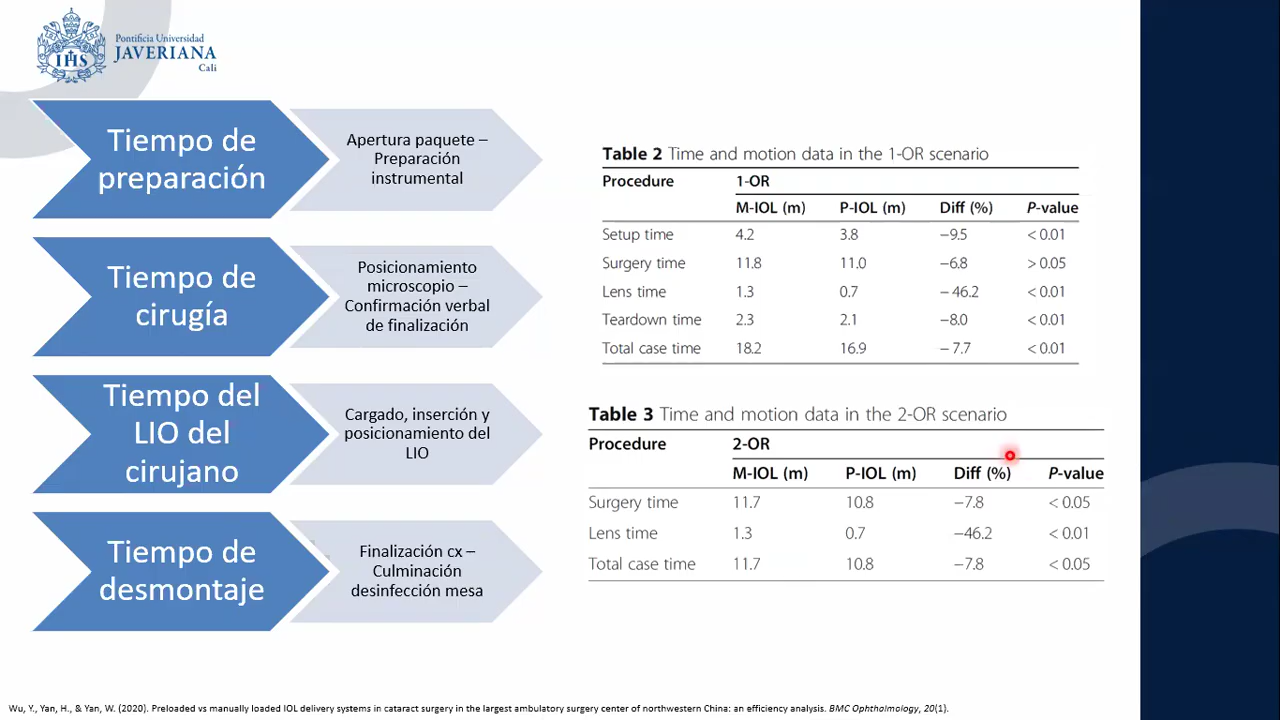 Pontificia Universidad
JAVERIANA
Cali
IHS
Tiempo de
preparación
Apertura paquete –
Preparación
instrumental
Tiempo de
cirugía
Posicionamiento
microscopio –
Confirmación verbal
de finalización
Tiempo del
LIO del
cirujano
Cargado, inserción y
posicionamiento del
LIO
Tiempo de
desmontaje
Finalización cx –
Culminación
desinfección mesa
Table 2 Time and motion data in the 1-OR scenario
Procedure 1-OR
M-IOL (m) P-IOL (m) Diff (%) P-value
Setup time 4.2 3.8 −9.5 < 0.01
Surgery time 11.8 11.0 −6.8 > 0.05
Lens time 1.3 0.7 − 46.2 < 0.01
Teardown time 2.3 2.1 −8.0 < 0.01
Total case time 18.2 16.9 − 7.7 < 0.01
Table 3 Time and motion data in the 2-OR scenario
Procedure 2-OR
M-IOL (m) P-IOL (m) Diff (%) P-value
Surgery time 11.7 10.8 −7.8 < 0.05
Lens time 1.3 0.7 −46.2 < 0.01
Total case time 11.7 10.8 −7.8 < 0.05
Wu, Y., Yan, H., & Yan, W. (2020). Preloaded vs manually loaded IOL delivery systems in cataract surgery in the largest ambulatory surgery center of northwestern China: an efficiency analysis. BMC Ophthalmology, 20(1).